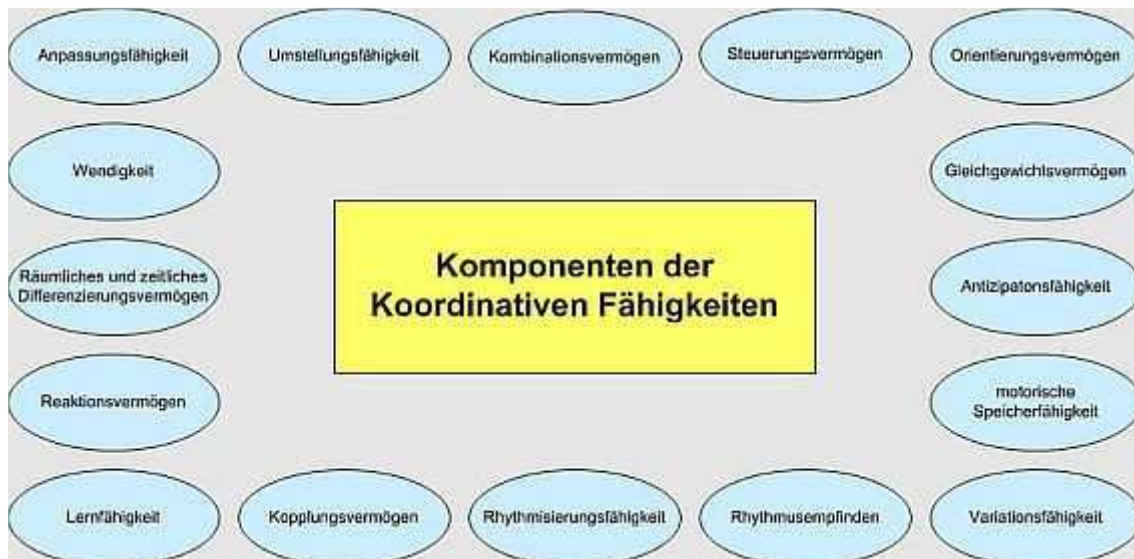 Anpassungsfähigkeit
Umstellungsfähigkeit
Kombinationsvermögen
Steuerungsvermögen
Orientierungsvermögen
Wendigkeit
Gleichgewichtsvermögen
Komponenten der
Koordinativen Fähigkeiten
Räumliches und zeitliches
Differenzierungsvermögen
Antizipatonsfähigkeit
Reaktionsvermögen
motorische
Speicherfähigkeit
Lernfähigkeit
Kopplungsvermögen
Rhythmisierungsfähigkeit
Rhythmusempfinden
Variationsfähigkeit